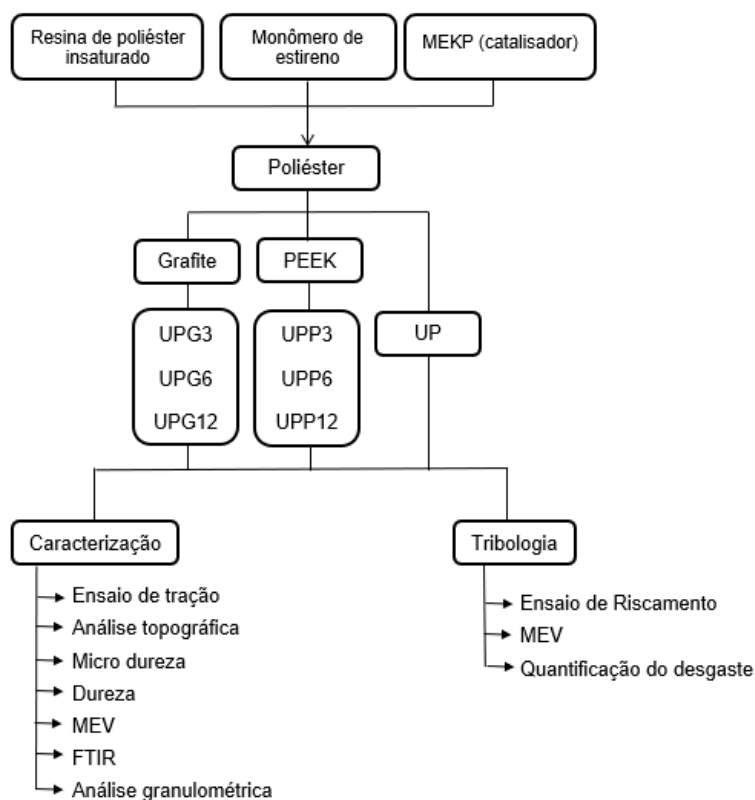 Resina de poliéster
insaturado
Monômero de
estireno
MEKP (catalisador)
Poliéster
Grafite
PEEK
UPG3
UPG6
UPG12
UPP3
UPP6
UPP12
UP
Caracterização
Ensaio de tração
Análise topográfica
Micro dureza
Dureza
MEV
FTIR
Análise granulométrica
Tribologia
Ensaio de Riscamento
MEV
Quantificação do desgaste